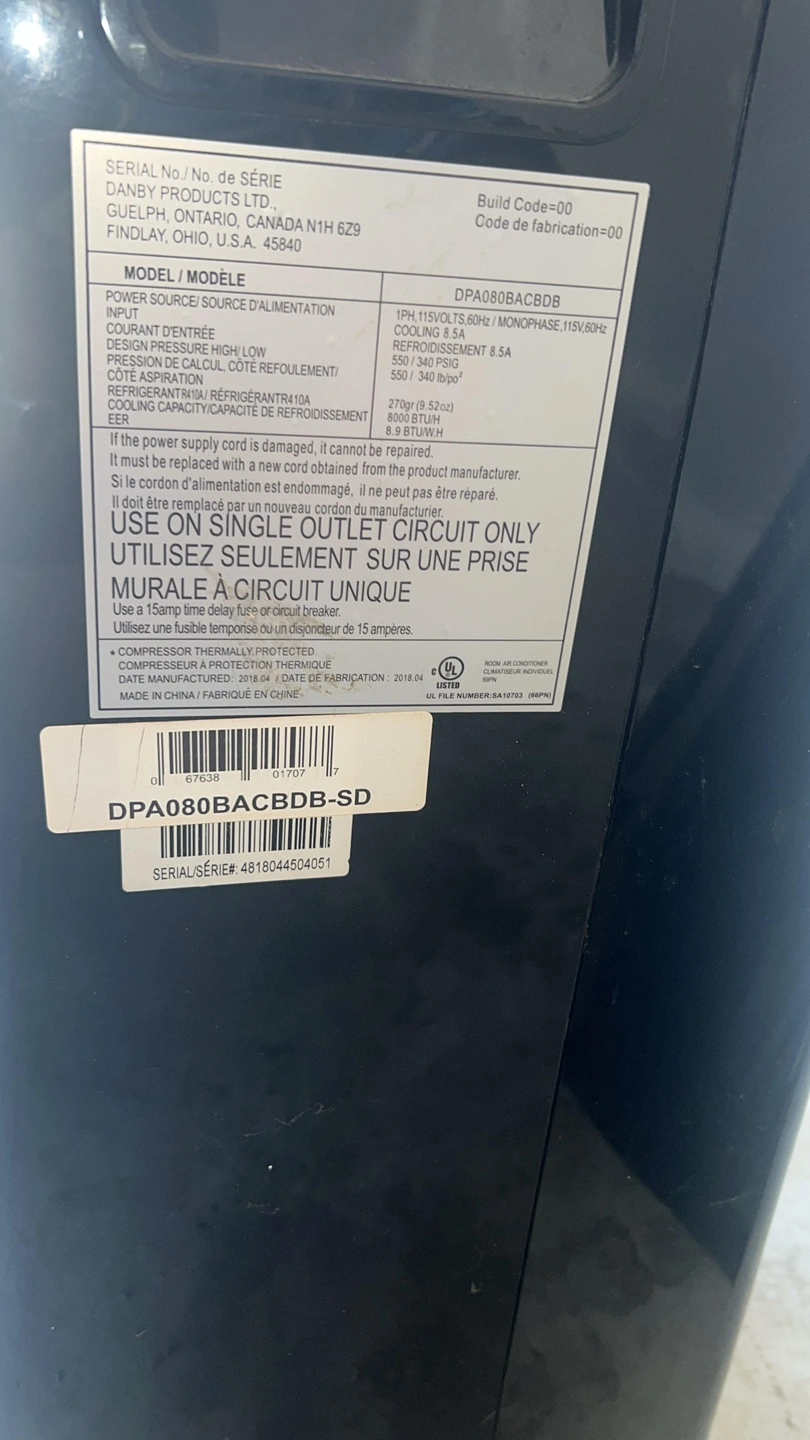 SERIAL No./ No. de SÉRIE
DANBY PRODUCTS LTD.,
GUELPH, ONTARIO, CANADA N1H 6Z9
FINDLAY, OHIO, U.S.A. 45840
Build Code=00
Code de fabrication=00
MODEL / MODÈLE
DPA080BACBDB
POWER SOURCE/ SOURCE D'ALIMENTATION
1PH,115VOLTS,60Hz / MONOPHASE,115V,60Hz
INPUT
COOLING 8.5A
COURANT D'ENTRÉE
REFROIDISSEMENT 8.5A
DESIGN PRESSURE HIGH/ LOW
550 / 340 PSIG
PRESSION DE CALCUL, CÔTÉ REFOULEMENT/
550 / 340 lb/po²
CÔTÉ ASPIRATION
REFRIGERANTR410A/ RÉFRIGÉRANTR410A
270gr (9.52oz)
COOLING CAPACITY/CAPACITÉ DE REFROIDISSEMENT
8000 BTU/H
EER
8.9 BTU/W.H
If the power supply cord is damaged, it cannot be repaired.
It must be replaced with a new cord obtained from the product manufacturer.
Si le cordon d'alimentation est endommagé, il ne peut pas être réparé.
Il doit être remplacé par un nouveau cordon du manufacturier.
USE ON SINGLE OUTLET CIRCUIT ONLY
UTILISEZ SEULEMENT SUR UNE PRISE
MURALE À CIRCUIT UNIQUE
Use a 15amp time delay fuse or circuit breaker.
Utilisez une fusible temporisé ou un disjoncteur de 15 ampères.
* COMPRESSOR THERMALLY PROTECTED
COMPRESSEUR À PROTECTION THERMIQUE
DATE MANUFACTURED: 2018.04 / DATE DE FABRICATION : 2018.04
MADE IN CHINA / FABRIQUÉ EN CHINE
c UL
LISTED
ROOM AIR CONDITIONER
CLIMATISEUR INDIVIDUEL
58PN
UL FILE NUMBER:SA10703 (66PN)
0 67638 01707 7
DPA080BACBDB-SD
SERIAL/SÉRIE#: 4818044504051